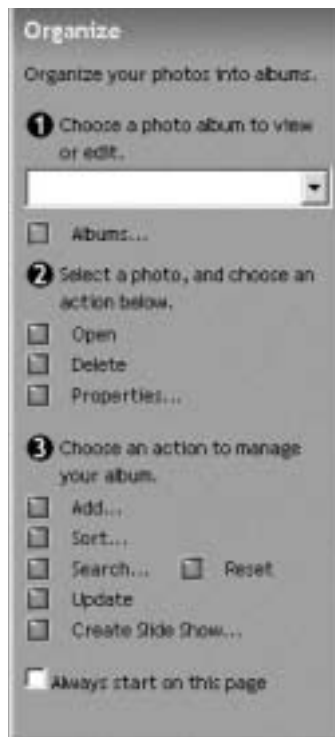 Organize
Organize your photos into albums.
1 Choose a photo album to view
or edit.
Albums...
2 Select a photo, and choose an
action below.
Open
Delete
Properties...
3 Choose an action to manage
your album.
Add...
Sort...
Search... Reset
Update
Create Slide Show...
Always start on this page